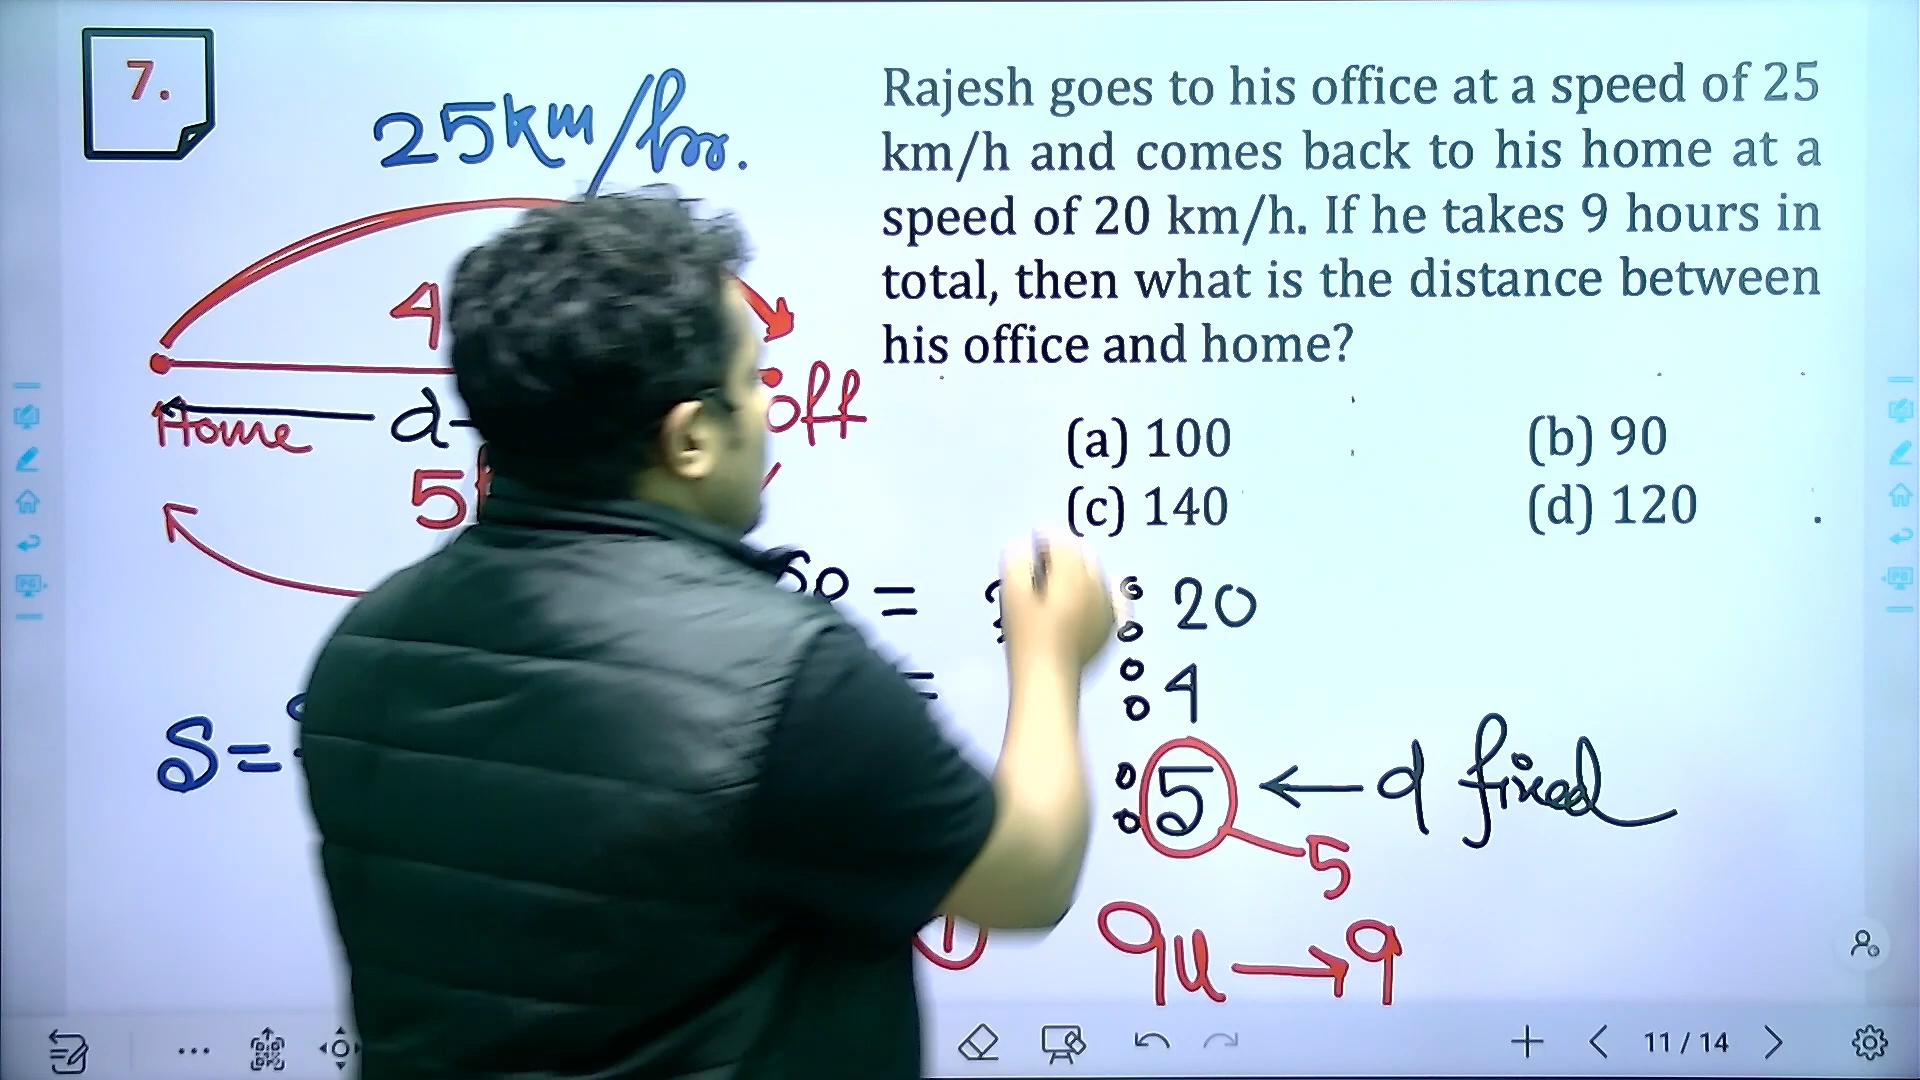 7.
25km/hr.
Rajesh goes to his office at a speed of 25
km/h and comes back to his home at a
speed of 20 km/h. If he takes 9 hours in
total, then what is the distance between
his office and home?
(a) 100
(b) 90
(c) 140
(d) 120
4
Home
d
off
5
= : 20
= : 4
: 5 ← d fixed
5
S =
1
9u → 9
11 / 14